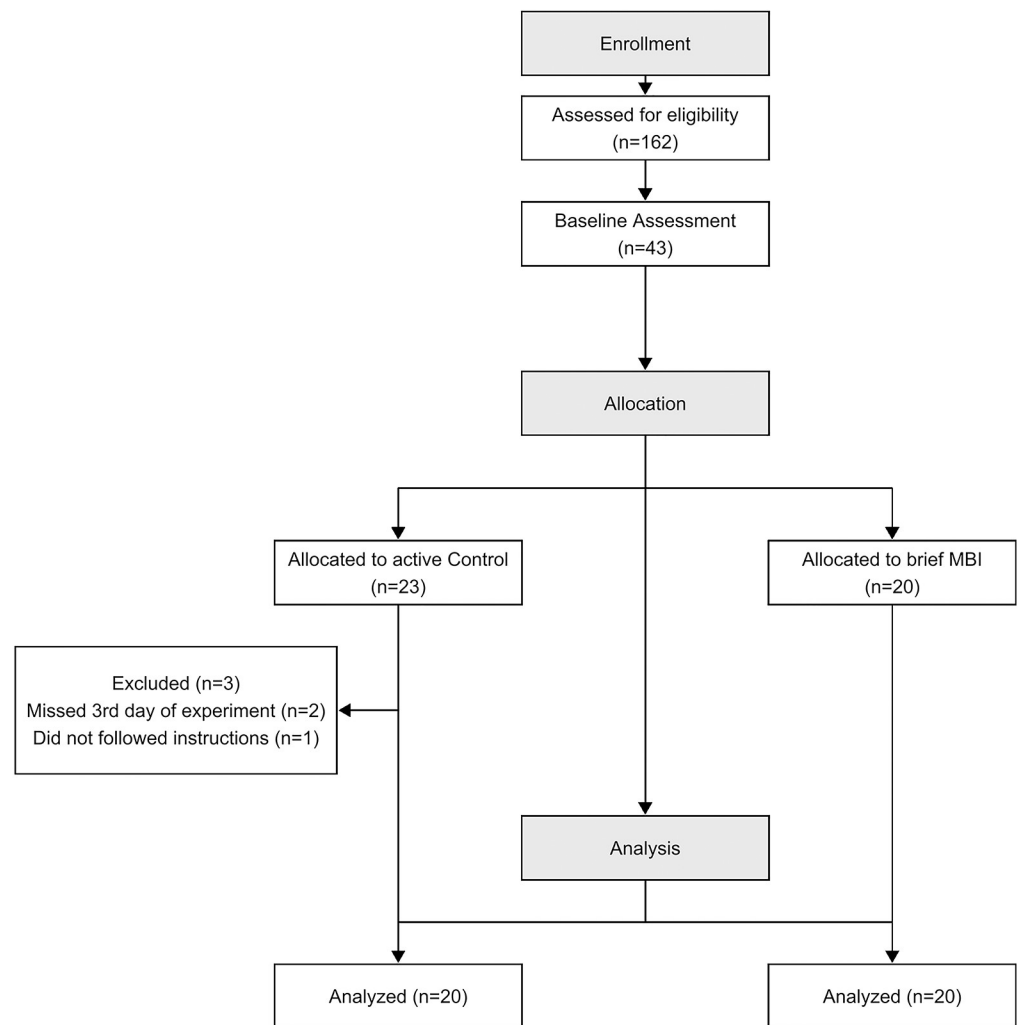 Enrollment
Assessed for eligibility
(n=162)
Baseline Assessment
(n=43)
Allocation
Allocated to active Control
(n=23)
Allocated to brief MBI
(n=20)
Excluded (n=3)
Missed 3rd day of experiment (n=2)
Did not followed instructions (n=1)
Analysis
Analyzed (n=20)
Analyzed (n=20)